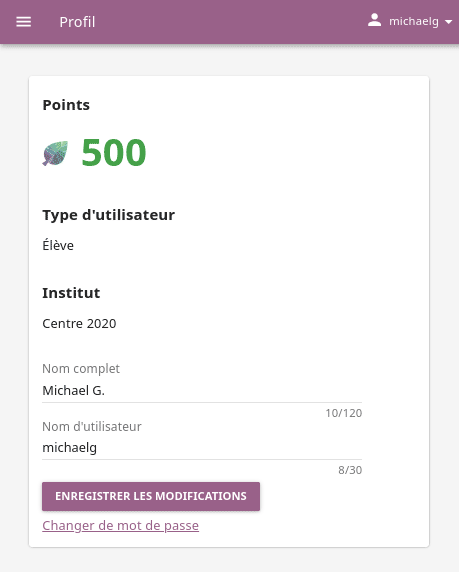 Profil
michaelg
Points
500
Type d'utilisateur
Élève
Institut
Centre 2020
Nom complet
Michael G.
10/120
Nom d'utilisateur
michaelg
8/30
ENREGISTRER LES MODIFICATIONS
Changer de mot de passe